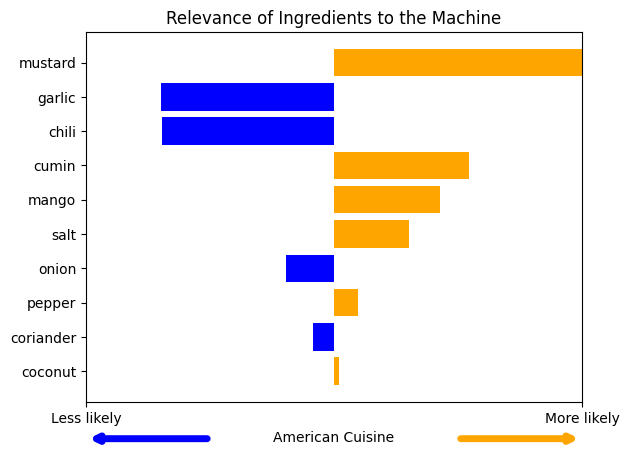 Relevance of Ingredients to the Machine
mustard
garlic
chili
cumin
mango
salt
onion
pepper
coriander
coconut
Less likely
More likely
American Cuisine